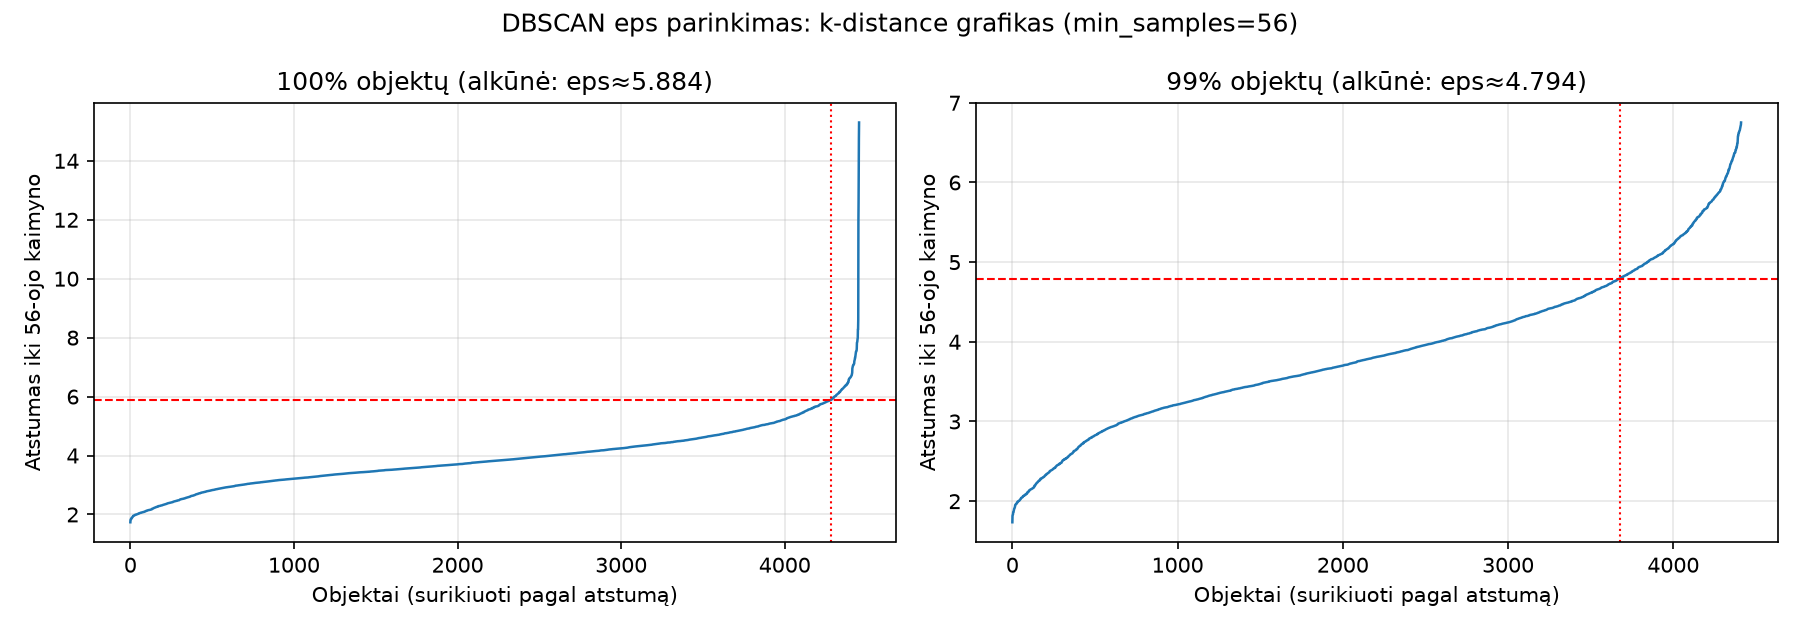 DBSCAN eps parinkimas: k-distance grafikas (min_samples=56)
100% objektų (alkūnė: eps≈5.884)
Atstumas iki 56-ojo kaimyno
14
12
10
8
6
4
2
0 1000 2000 3000 4000
Objektai (surikiuoti pagal atstumą)
99% objektų (alkūnė: eps≈4.794)
Atstumas iki 56-ojo kaimyno
7
6
5
4
3
2
0 1000 2000 3000 4000
Objektai (surikiuoti pagal atstumą)